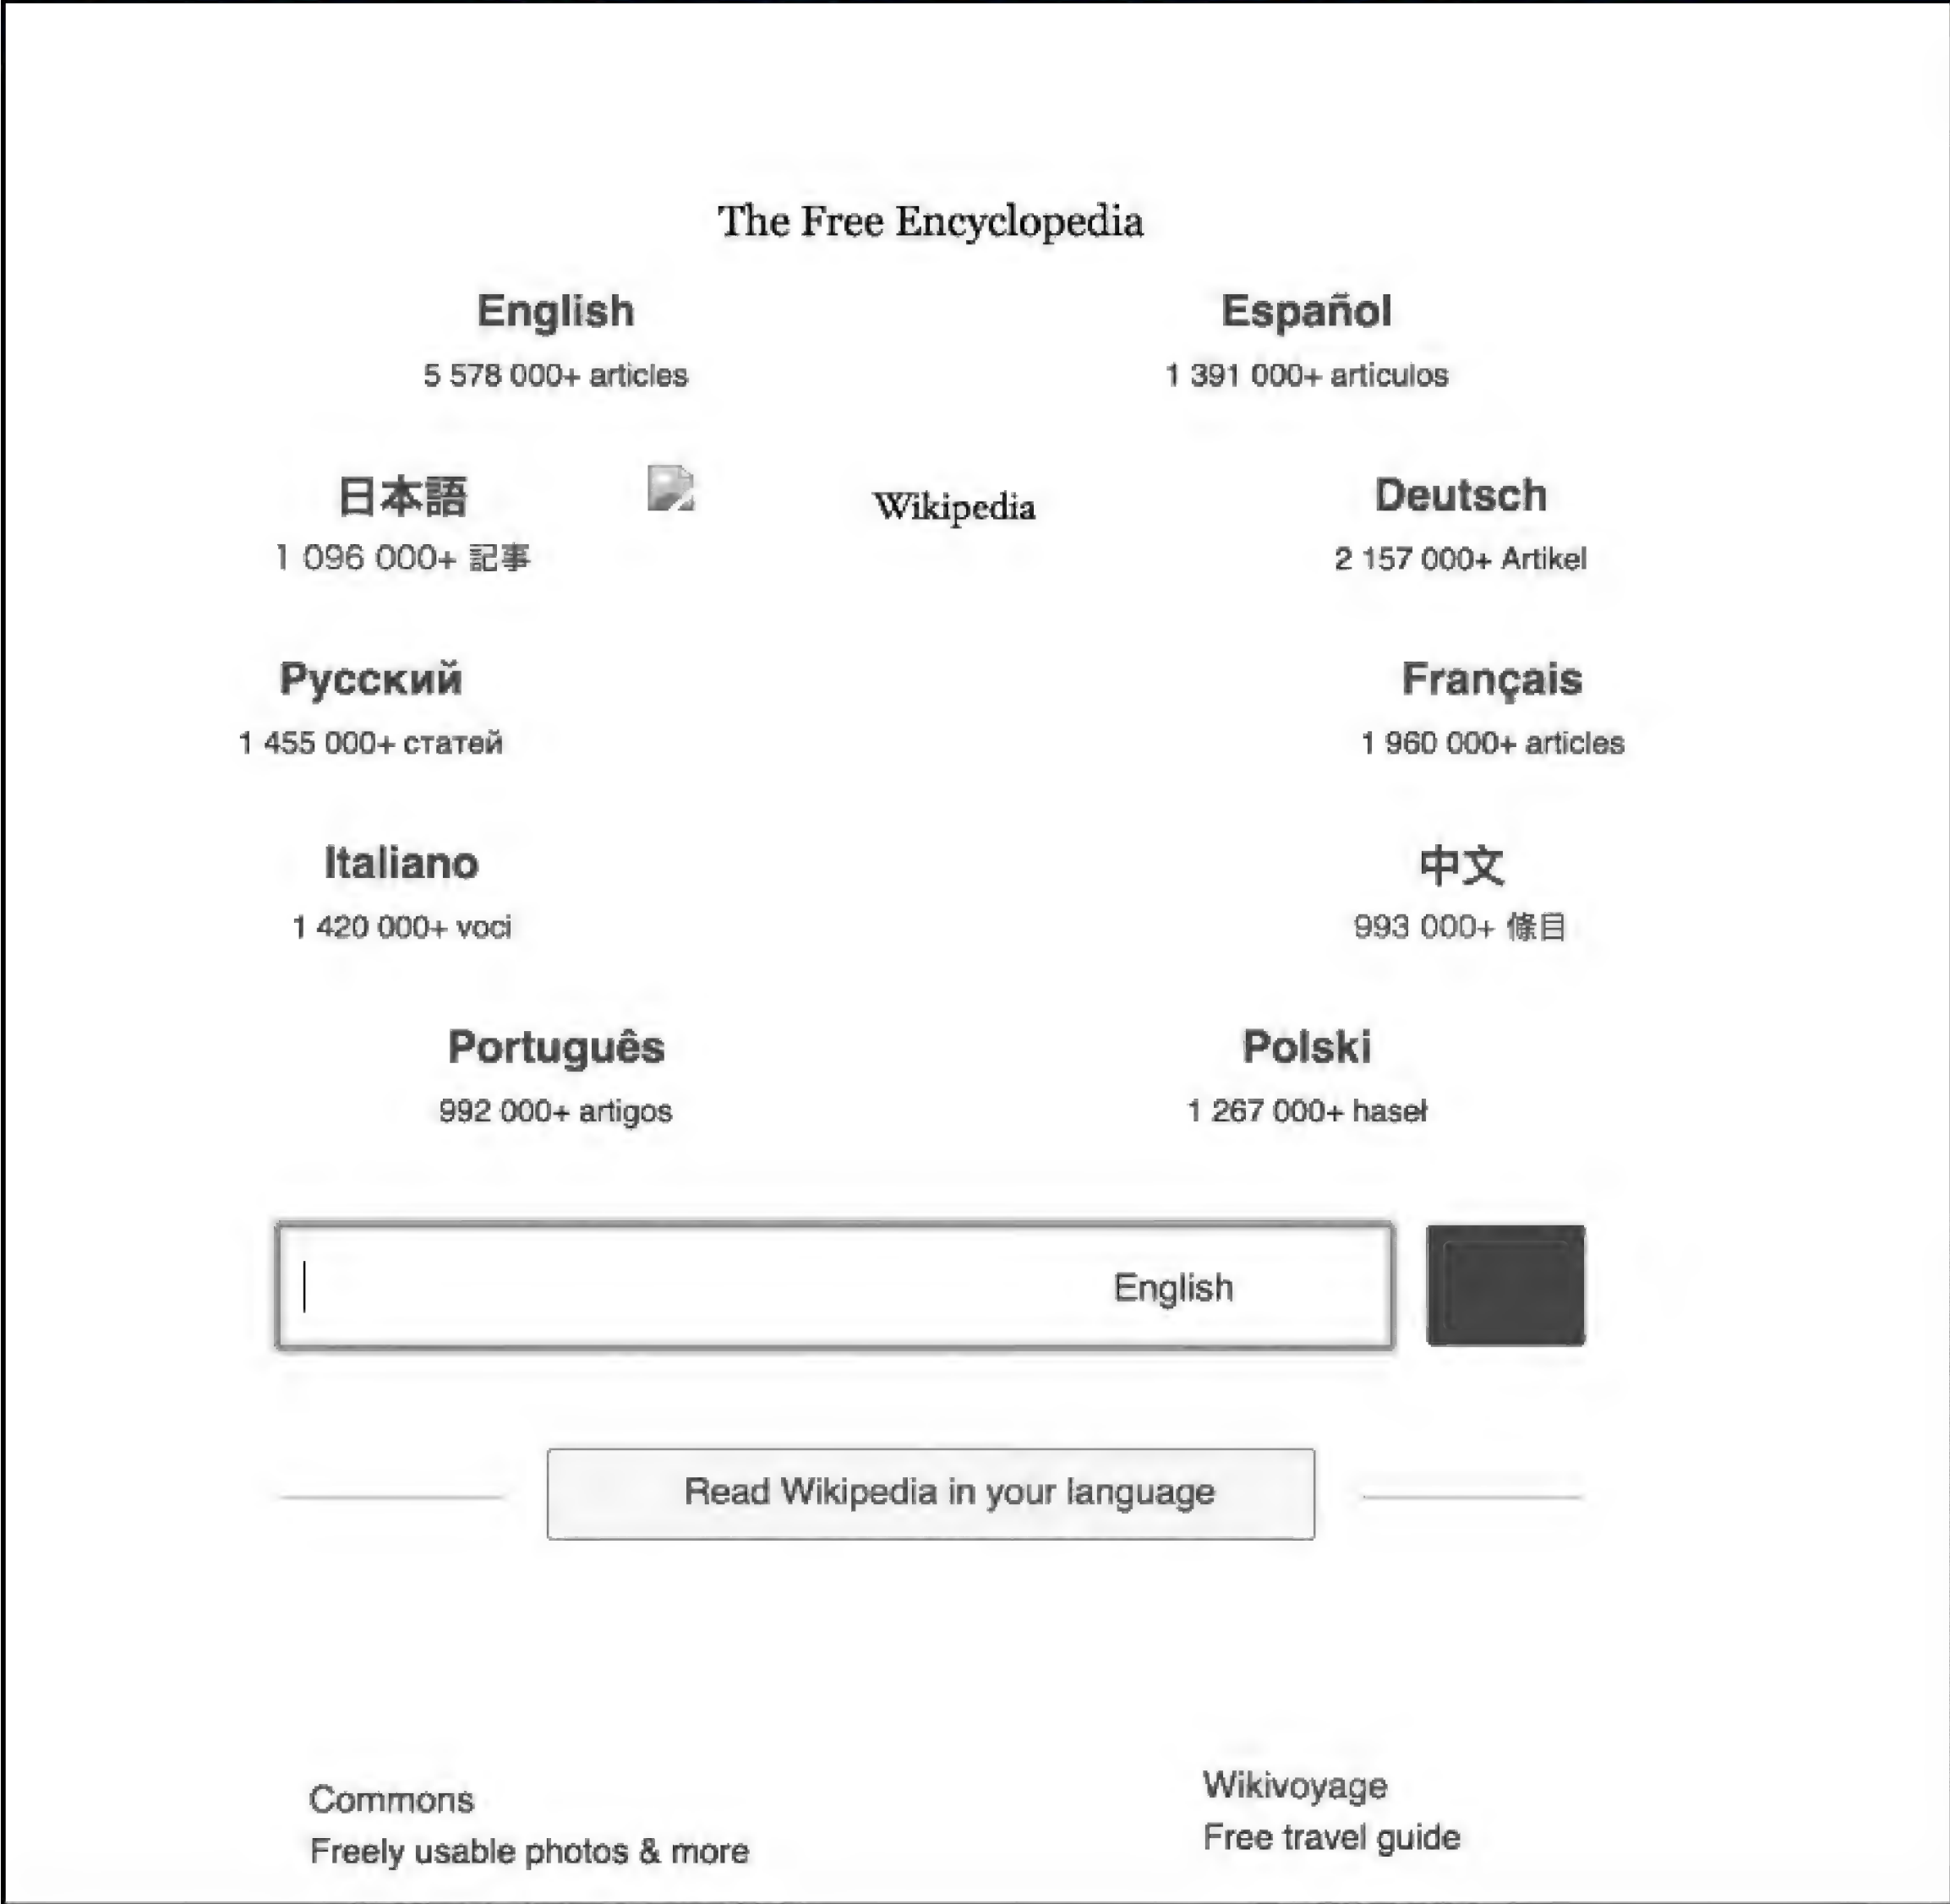 The Free Encyclopedia
English
5 578 000+ articles
Español
1 391 000+ artículos
日本語
1 096 000+ 記事
Wikipedia
Deutsch
2 157 000+ Artikel
Русский
1 455 000+ статей
Français
1 960 000+ articles
Italiano
1 420 000+ voci
中文
993 000+ 條目
Português
992 000+ artigos
Polski
1 267 000+ haseł
English
Read Wikipedia in your language
Commons
Freely usable photos & more
Wikivoyage
Free travel guide